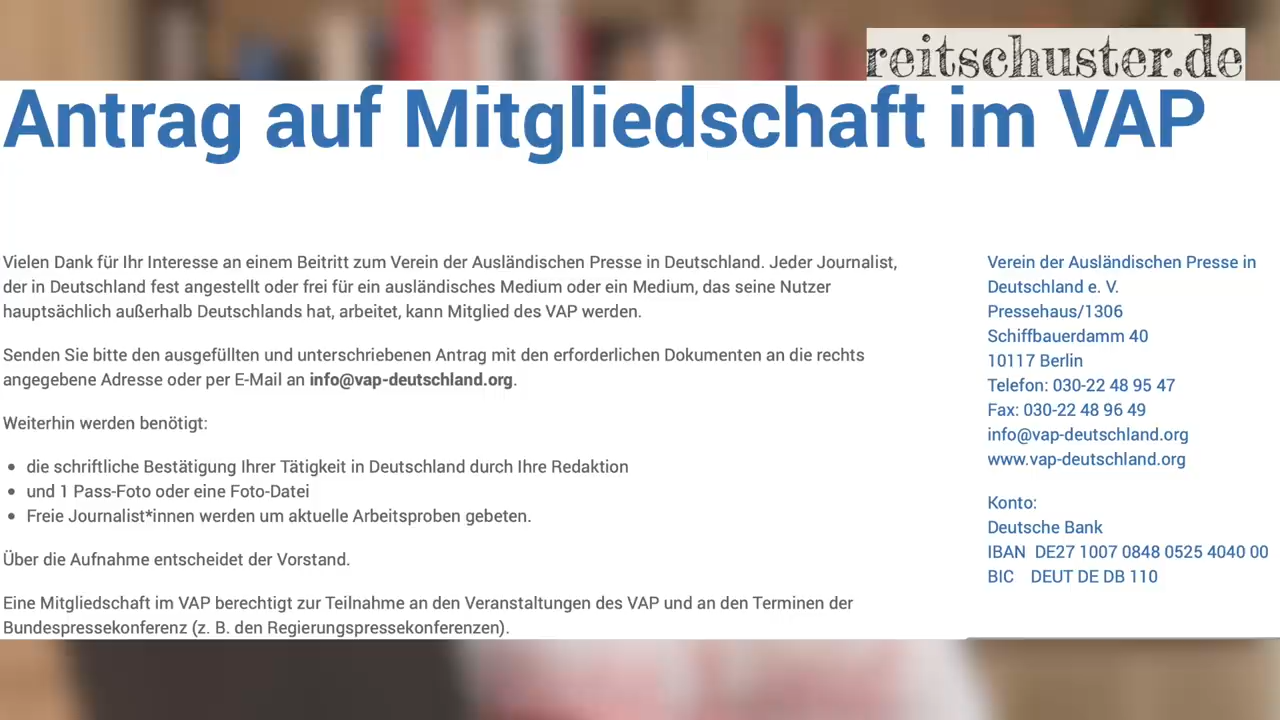 reitschuster.de
Antrag auf Mitgliedschaft im VAP
Vielen Dank für Ihr Interesse an einem Beitritt zum Verein der Ausländischen Presse in Deutschland. Jeder Journalist,
der in Deutschland fest angestellt oder frei für ein ausländisches Medium oder ein Medium, das seine Nutzer
hauptsächlich außerhalb Deutschlands hat, arbeitet, kann Mitglied des VAP werden.
Senden Sie bitte den ausgefüllten und unterschriebenen Antrag mit den erforderlichen Dokumenten an die rechts
angegebene Adresse oder per E-Mail an info@vap-deutschland.org.
Weiterhin werden benötigt:
• die schriftliche Bestätigung Ihrer Tätigkeit in Deutschland durch Ihre Redaktion
• und 1 Pass-Foto oder eine Foto-Datei
• Freie Journalist*innen werden um aktuelle Arbeitsproben gebeten.
Über die Aufnahme entscheidet der Vorstand.
Eine Mitgliedschaft im VAP berechtigt zur Teilnahme an den Veranstaltungen des VAP und an den Terminen der
Bundespressekonferenz (z. B. den Regierungspressekonferenzen).
Verein der Ausländischen Presse in
Deutschland e. V.
Pressehaus/1306
Schiffbauerdamm 40
10117 Berlin
Telefon: 030-22 48 95 47
Fax: 030-22 48 96 49
info@vap-deutschland.org
www.vap-deutschland.org
Konto:
Deutsche Bank
IBAN DE27 1007 0848 0525 4040 00
BIC DEUT DE DB 110